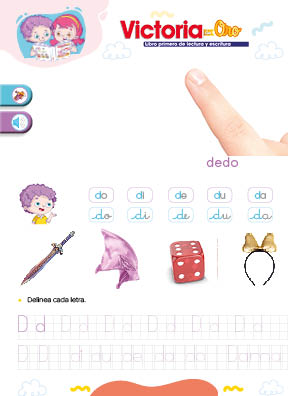 Victoria de Oro
Libro primero de lectura y escritura
dedo
do di de du da
do di de du da
Delinea cada letra.
D d D d D d D d D d D
D D di du de do da